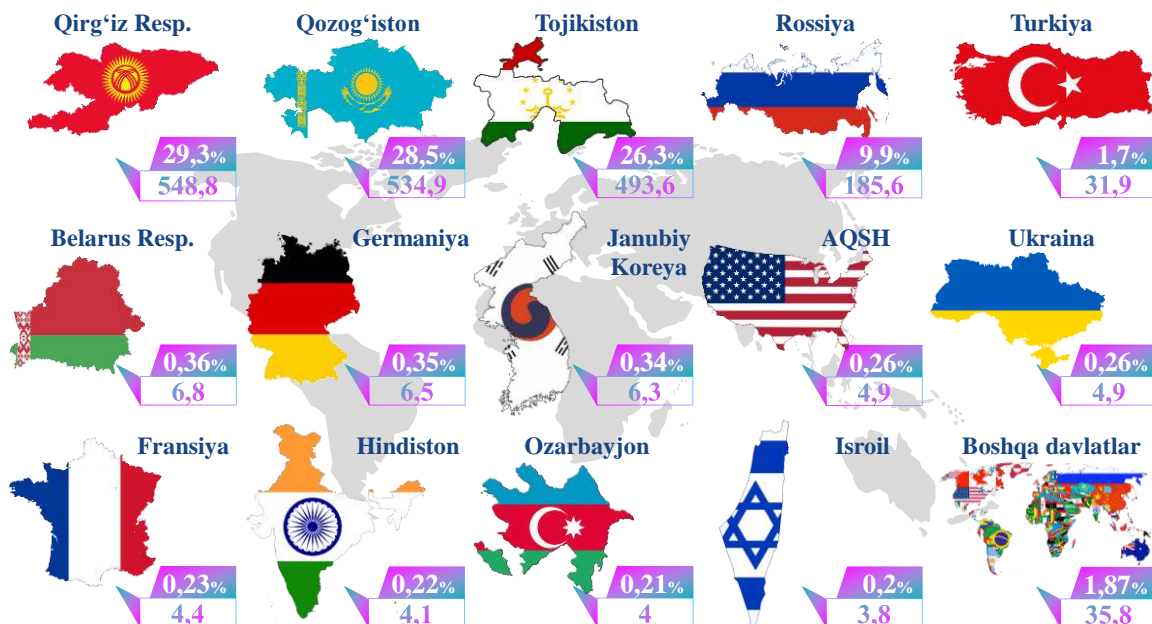 Qirg‘iz Resp.
Qozog‘iston
Tojikiston
Rossiya
Turkiya
29,3%
28,5%
26,3%
9,9%
1,7%
548,8
534,9
493,6
185,6
31,9
Belarus Resp.
Germaniya
Janubiy
Koreya
AQSH
Ukraina
0,36%
0,35%
0,34%
0,26%
0,26%
6,8
6,5
6,3
4,9
4,9
Fransiya
Hindiston
Ozarbayjon
Isroil
Boshqa davlatlar
0,23%
0,22%
0,21%
0,2%
1,87%
4,4
4,1
4
3,8
35,8